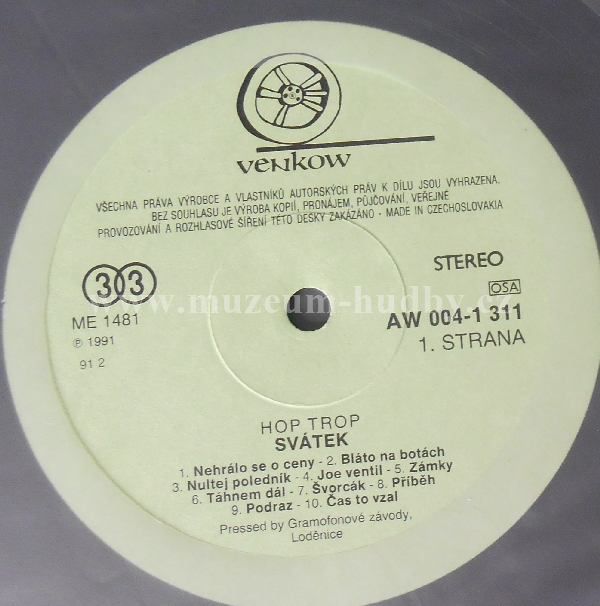 VENKOW
VŠECHNA PRÁVA VÝROBCE A VLASTNÍKŮ AUTORSKÝCH PRÁV K DÍLU JSOU VYHRAZENA.
BEZ SOUHLASU JE VÝROBA KOPIÍ, PRONÁJEM, PŮJČOVÁNÍ, VEŘEJNÉ
PROVOZOVÁNÍ A ROZHLASOVÉ ŠÍŘENÍ TÉTO DESKY ZAKÁZÁNO - MADE IN CZECHOSLOVAKIA
33
STEREO
OSA
www.muzeum-hudby.cz
ME 1481
AW 004-1 311
℗ 1991
1. STRANA
91 2
HOP TROP
SVÁTEK
1. Nehrálo se o ceny - 2. Bláto na botách
3. Nultej poledník - 4. Joe ventil - 5. Zámky
6. Táhnem dál - 7. Švorcák - 8. Příběh
9. Podraz - 10. Čas to vzal
Pressed by Gramofonové závody,
Loděnice